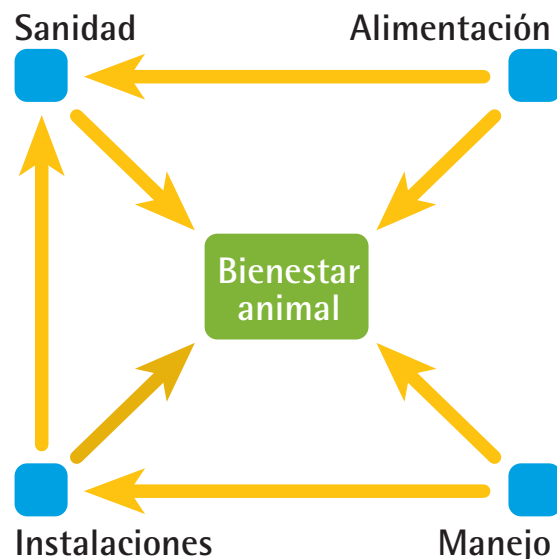 Sanidad
Alimentación
Bienestar
animal
Instalaciones
Manejo